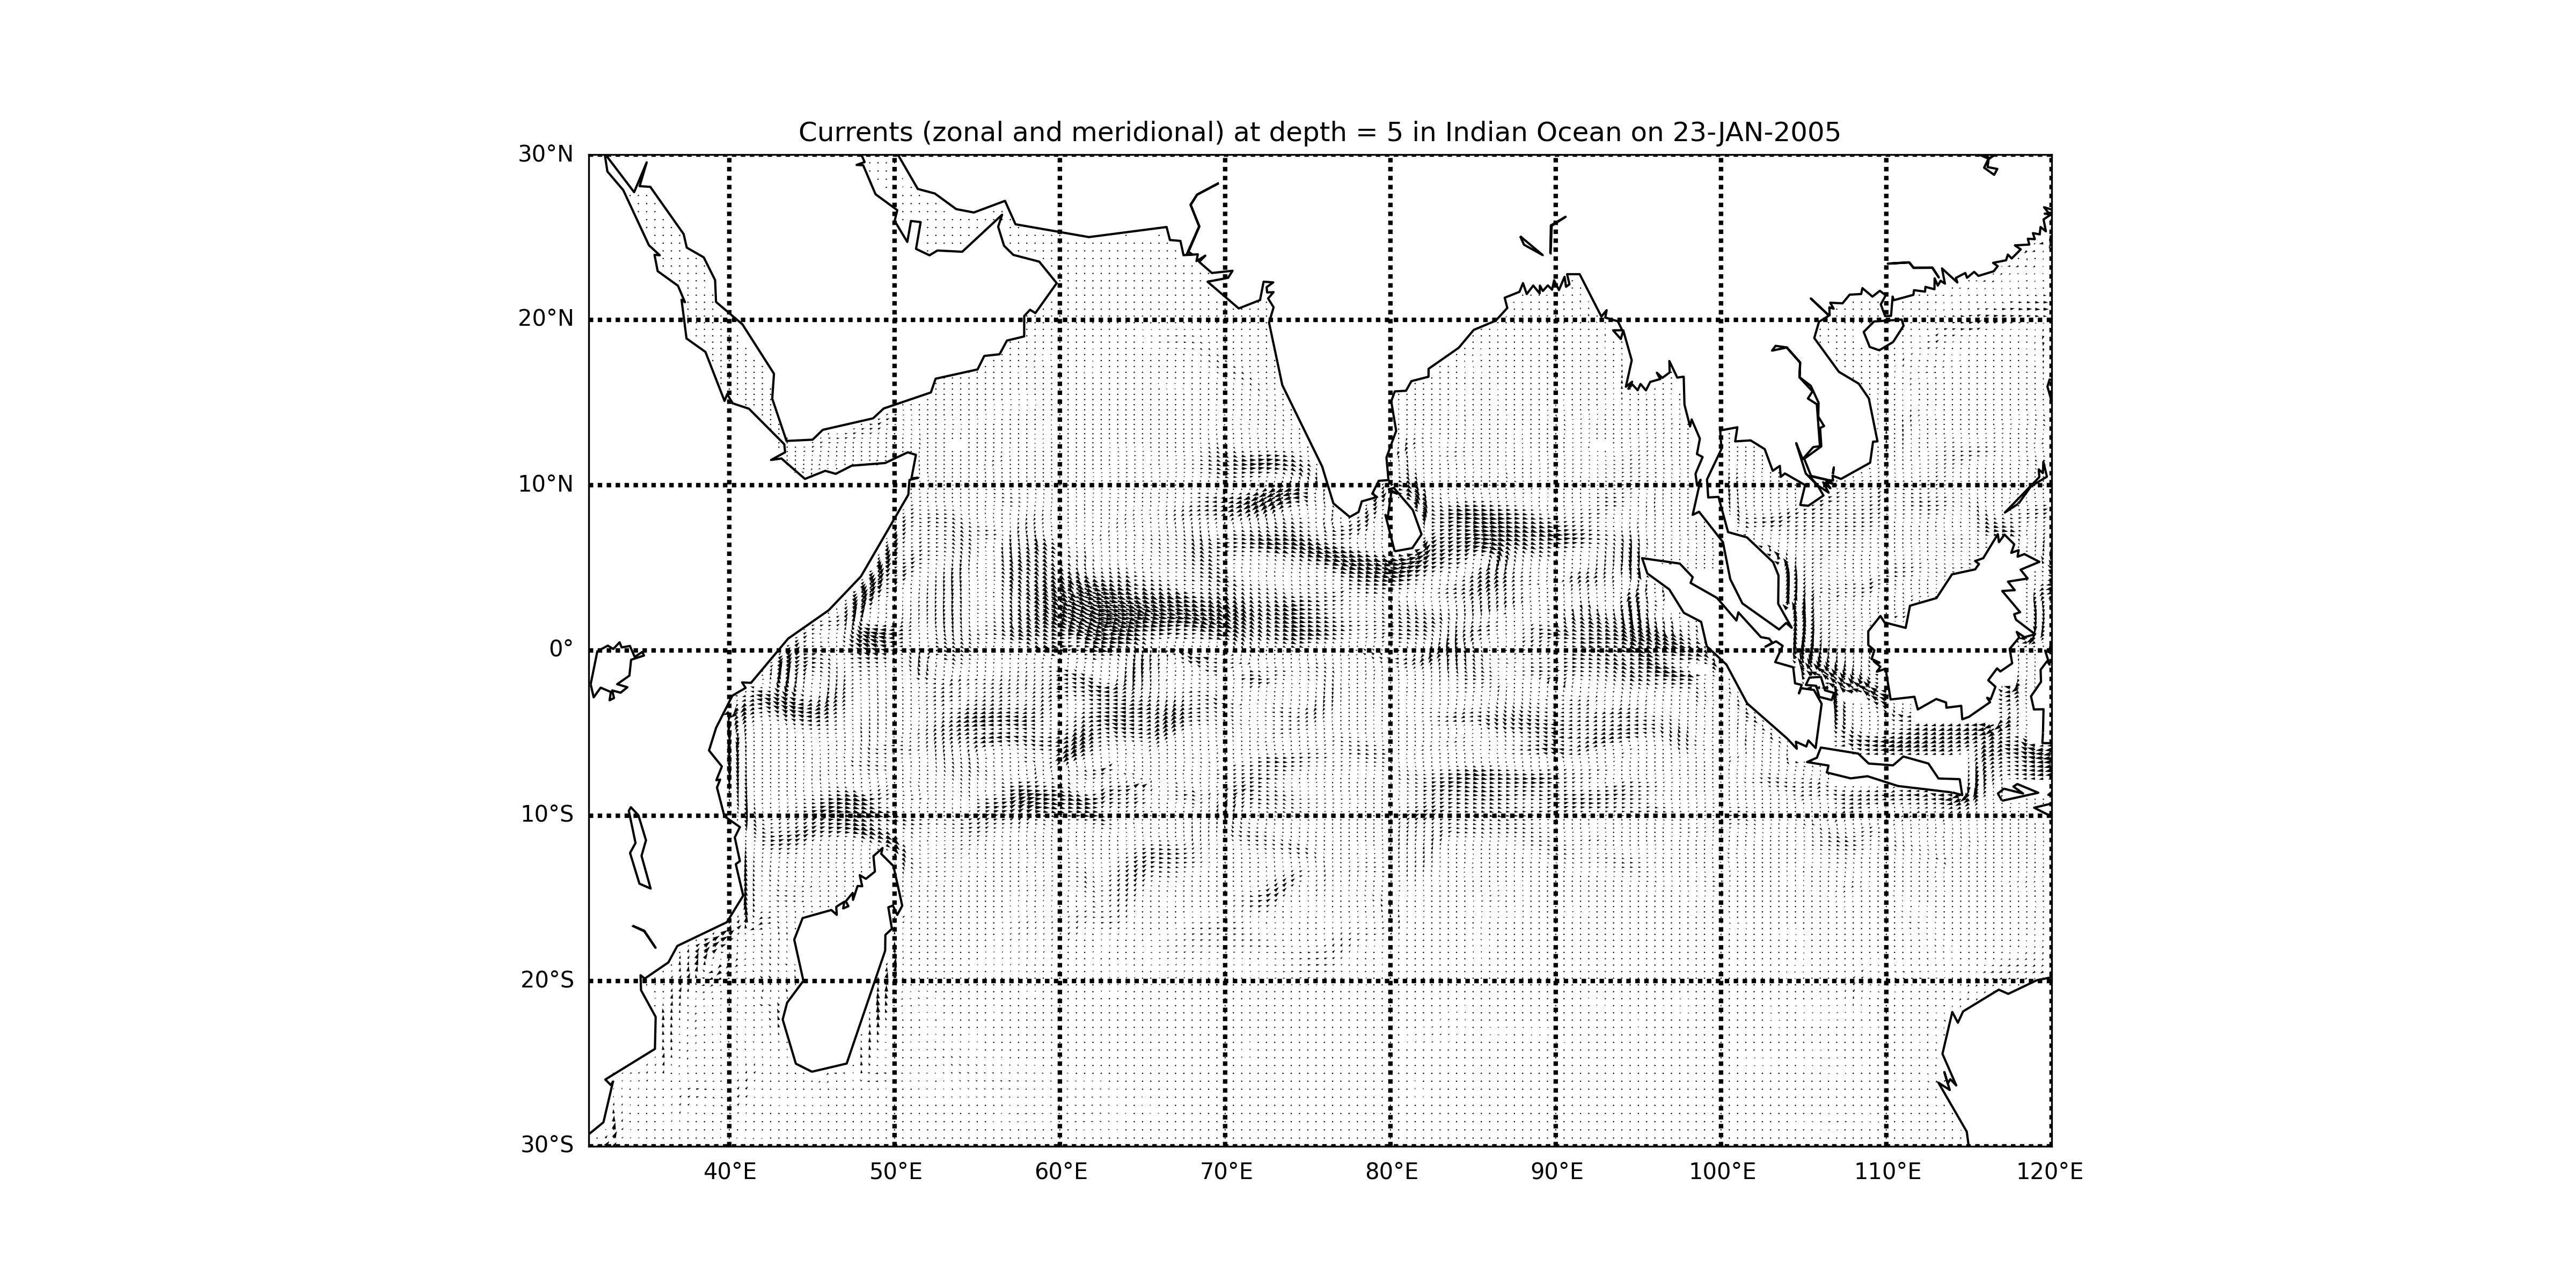 Currents (zonal and meridional) at depth = 5 in Indian Ocean on 23-JAN-2005
30°N
20°N
10°N
0°
10°S
20°S
30°S
40°E 50°E 60°E 70°E 80°E 90°E 100°E 110°E 120°E